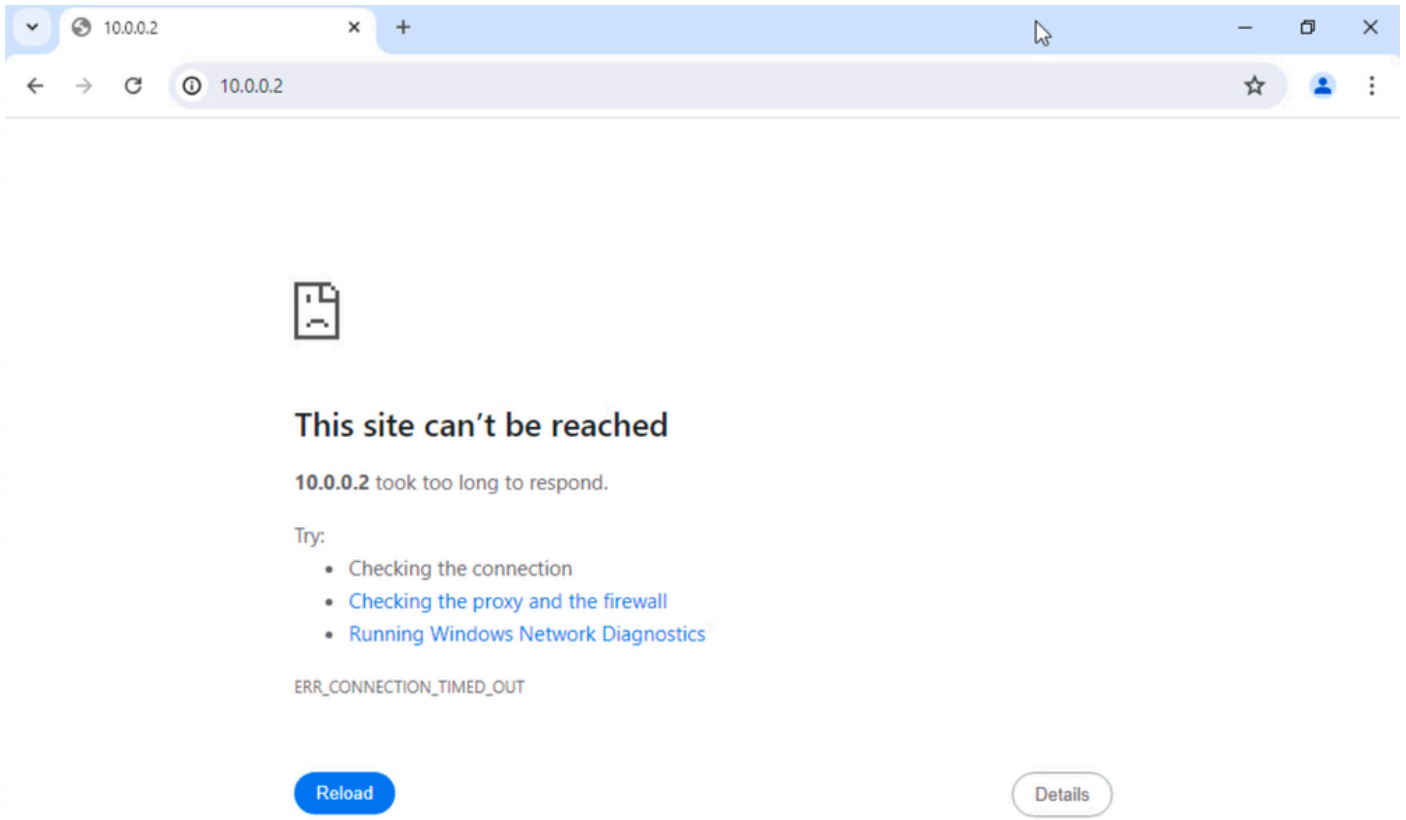 10.0.0.2
10.0.0.2
This site can’t be reached
10.0.0.2 took too long to respond.
Try:
• Checking the connection
• Checking the proxy and the firewall
• Running Windows Network Diagnostics
ERR_CONNECTION_TIMED_OUT
Reload
Details